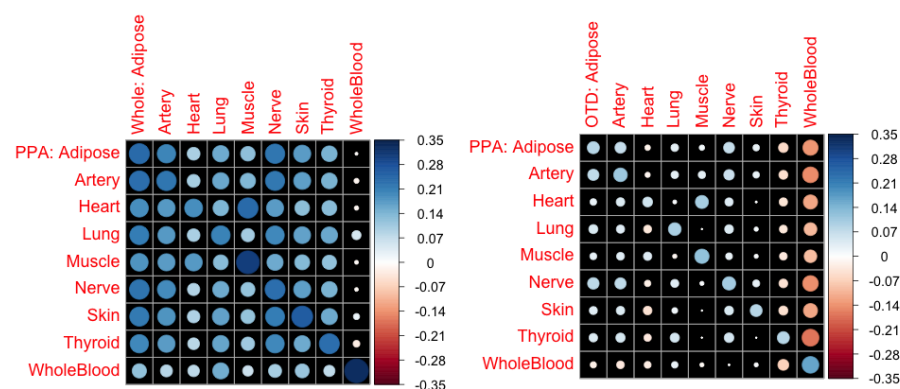 Whole: Adipose
Artery
Heart
Lung
Muscle
Nerve
Skin
Thyroid
WholeBlood
PPA: Adipose
Artery
Heart
Lung
Muscle
Nerve
Skin
Thyroid
WholeBlood
0.35
0.28
0.21
0.14
0.07
0
-0.07
-0.14
-0.21
-0.28
-0.35
OTD: Adipose
Artery
Heart
Lung
Muscle
Nerve
Skin
Thyroid
WholeBlood
PPA: Adipose
Artery
Heart
Lung
Muscle
Nerve
Skin
Thyroid
WholeBlood
0.35
0.28
0.21
0.14
0.07
0
-0.07
-0.14
-0.21
-0.28
-0.35